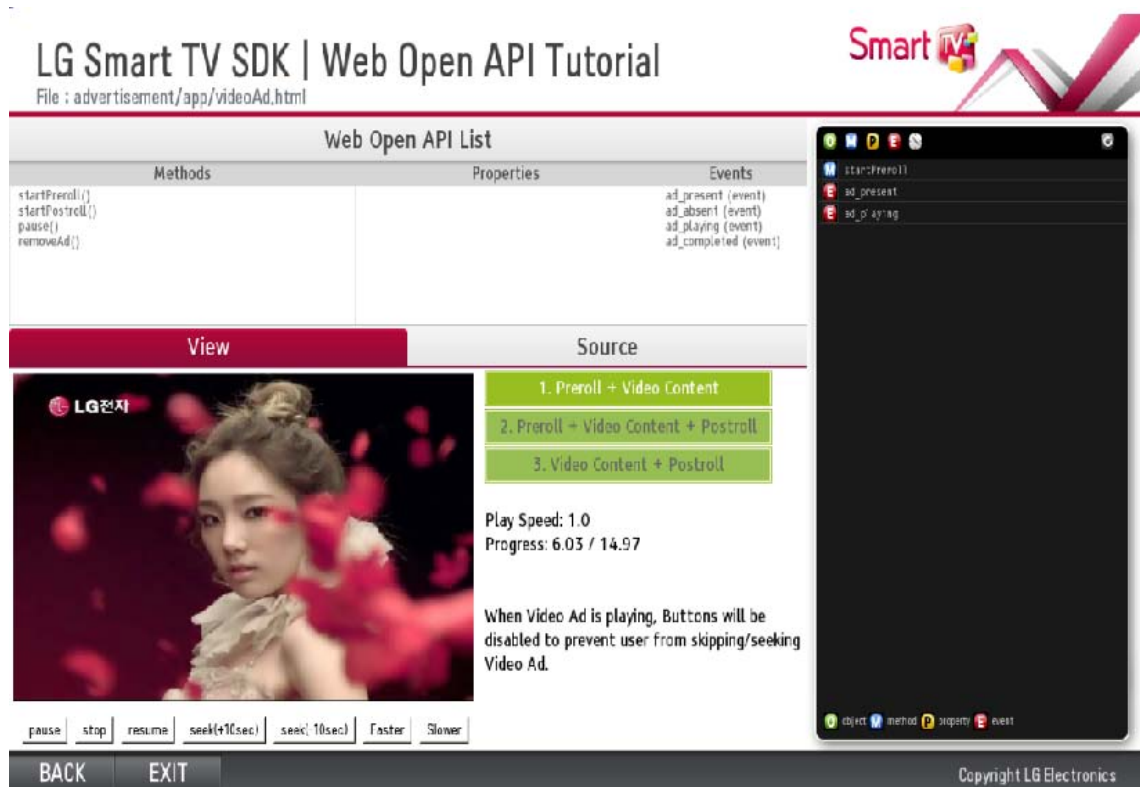 LG Smart TV SDK | Web Open API Tutorial
File : advertisement/app/videoAd.html
Smart TV
Web Open API List
Methods Properties Events
startPreroll()
startPostroll()
pause()
removeAd()
ad_present (event)
ad_absent (event)
ad_playing (event)
ad_completed (event)
O M P E
M startPreroll
E ad_present
E ad_playing
View Source
LG전자
1. Preroll + Video Content
2. Preroll + Video Content + Postroll
3. Video Content + Postroll
Play Speed: 1.0
Progress: 6.03 / 14.97
When Video Ad is playing, Buttons will be
disabled to prevent user from skipping/seeking
Video Ad.
pause stop resume seek(+10sec) seek(-10sec) Faster Slower
O object M method P property E event
BACK EXIT
Copyright LG Electronics